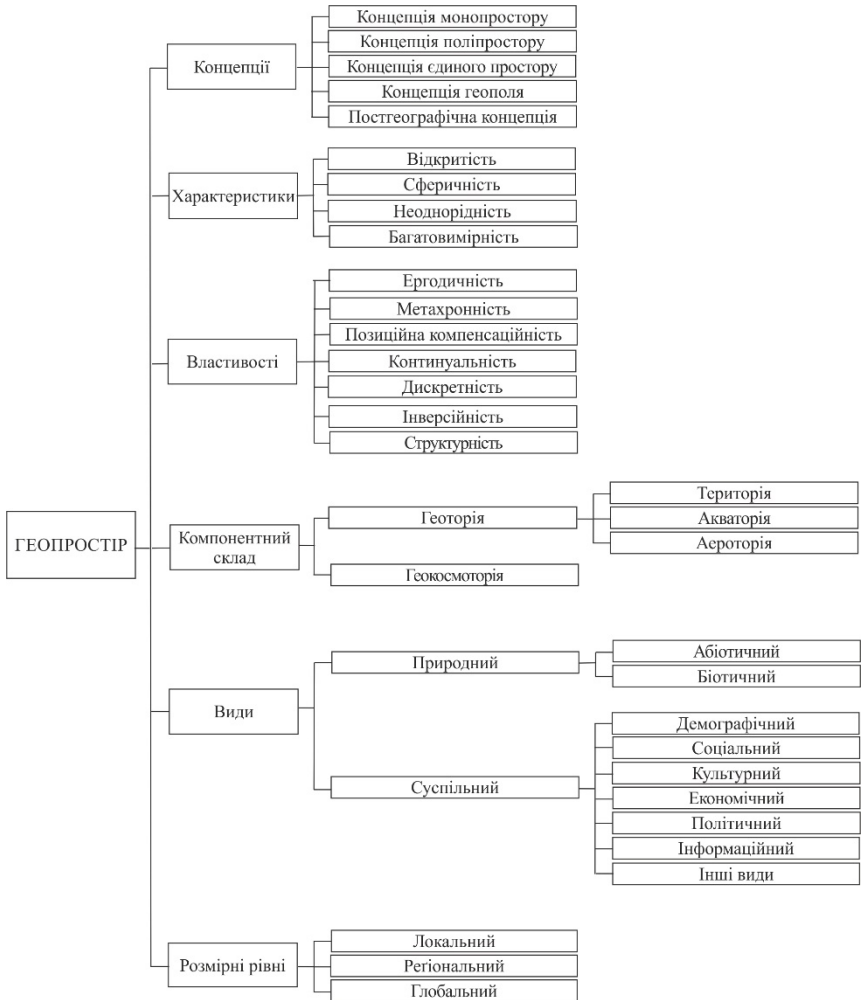 Концепція монопростору
Концепція поліпростору
Концепції
Концепція єдиного простору
Концепція геополя
Постгеографічна концепція
Відкритість
Сферичність
Характеристики
Неоднорідність
Багатовимірність
Ергодичність
Метахронність
Позиційна компенсаційність
Властивості
Континуальність
Дискретність
Інверсійність
Структурність
ГЕОПРОСТІР
Компонентний
склад
Геоторія
Територія
Акваторія
Аероторія
Геокосмоторія
Види
Природний
Абіотичний
Біотичний
Суспільний
Демографічний
Соціальний
Культурний
Економічний
Політичний
Інформаційний
Інші види
Розмірні рівні
Локальний
Регіональний
Глобальний